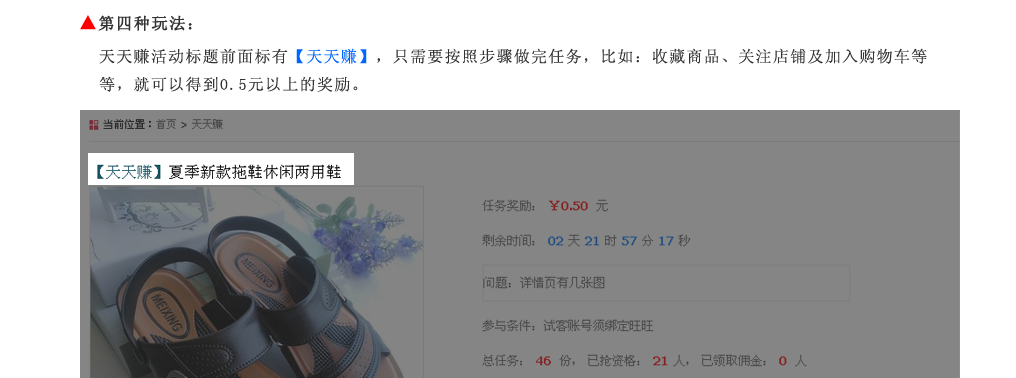 ▲第四种玩法：
天天赚活动标题前面标有【天天赚】，只需要按照步骤做完任务，比如：收藏商品、关注店铺及加入购物车等
等，就可以得到0.5元以上的奖励。
当前位置：首页 > 天天赚
【天天赚】夏季新款拖鞋休闲两用鞋
任务奖励： ￥0.50 元
剩余时间： 02 天 21 时 57 分 17 秒
问题：详情页有几张图
参与条件：试客账号须绑定旺旺
总任务： 46 份， 已抢资格： 21 人， 已领取佣金： 0 人
MEIXING
MEIXING